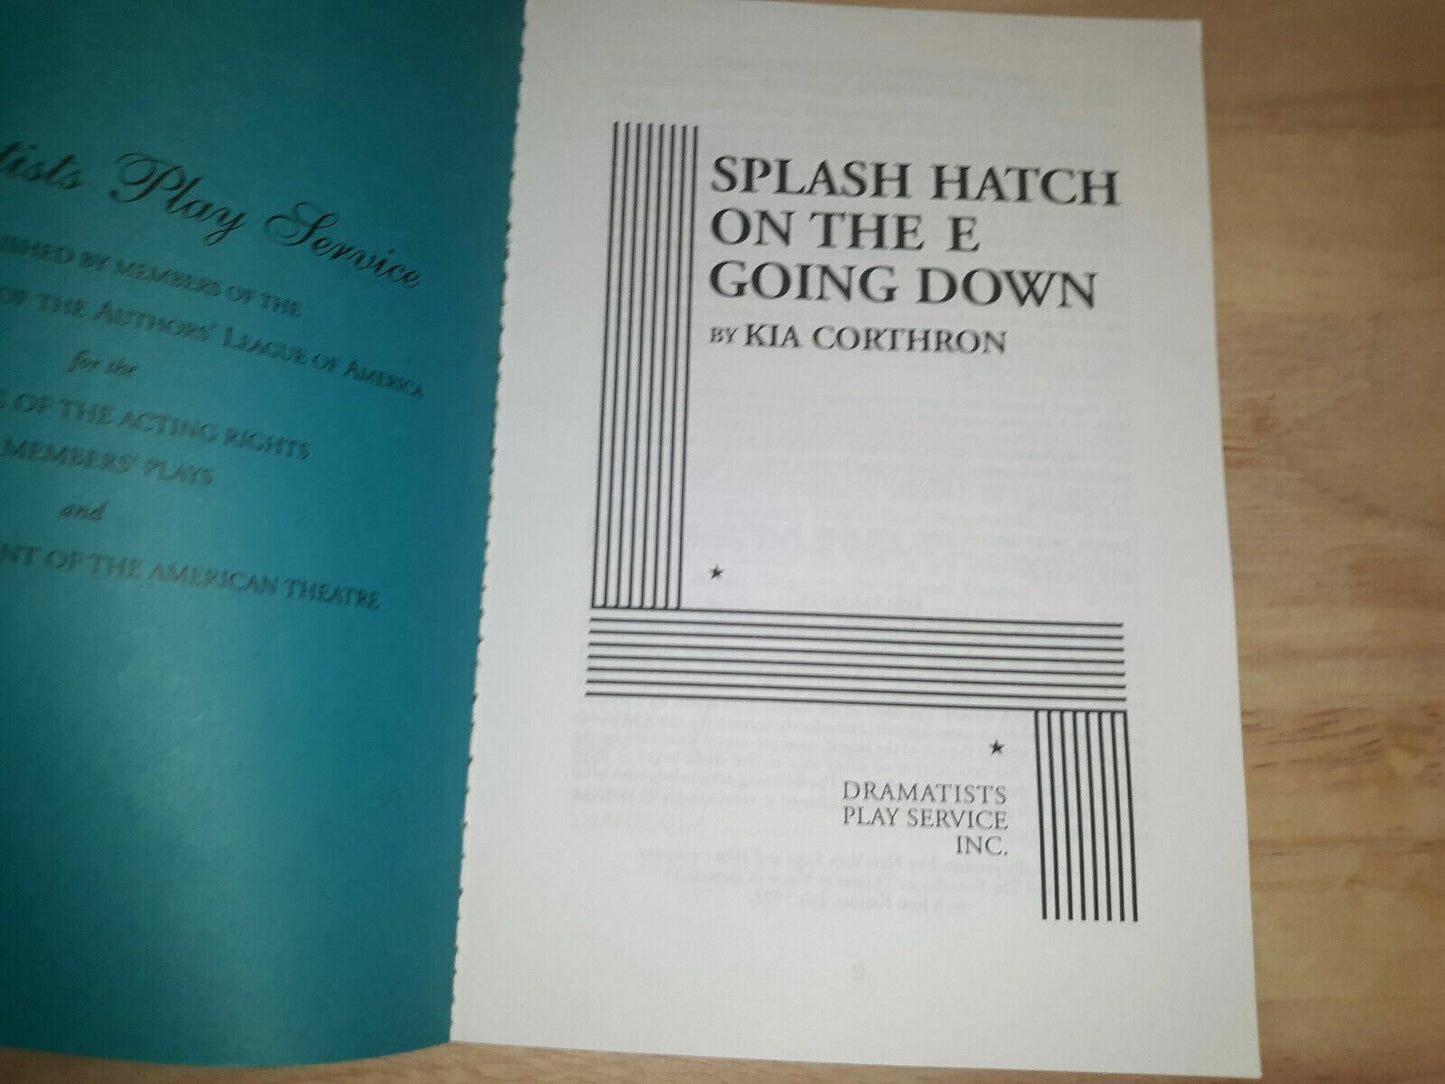 tists Play Service
ISHED BY MEMBERS OF THE
OF THE AUTHORS' LEAGUE OF AMERICA
for the
G OF THE ACTING RIGHTS
MEMBERS' PLAYS
and
NT OF THE AMERICAN THEATRE
SPLASH HATCH
ON THE E
GOING DOWN
BY KIA CORTHRON
DRAMATISTS
PLAY SERVICE
INC.